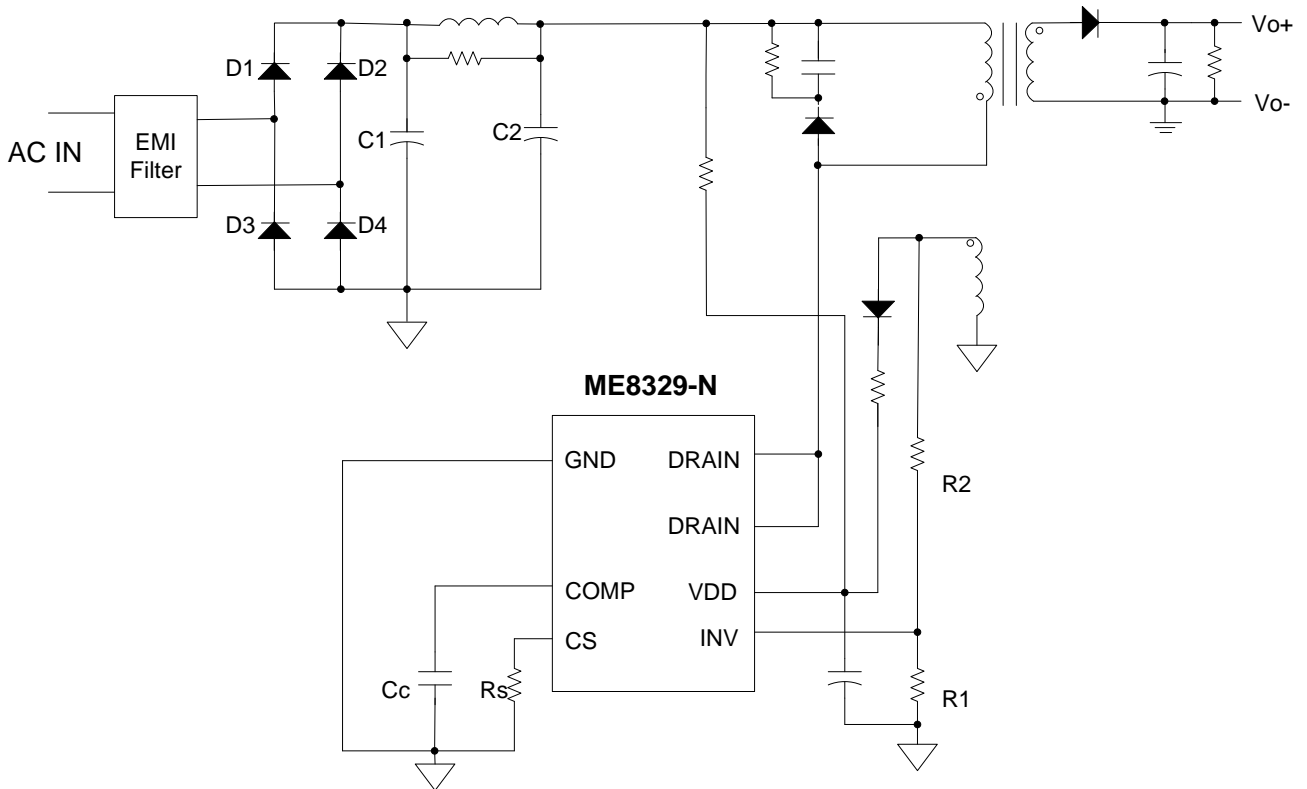 Vo+
D1
D2
C1
C2
Vo-
AC IN
EMI
Filter
D3
D4
ME8329-N
GND
DRAIN
R2
DRAIN
COMP
VDD
CS
INV
Cc
Rs
R1